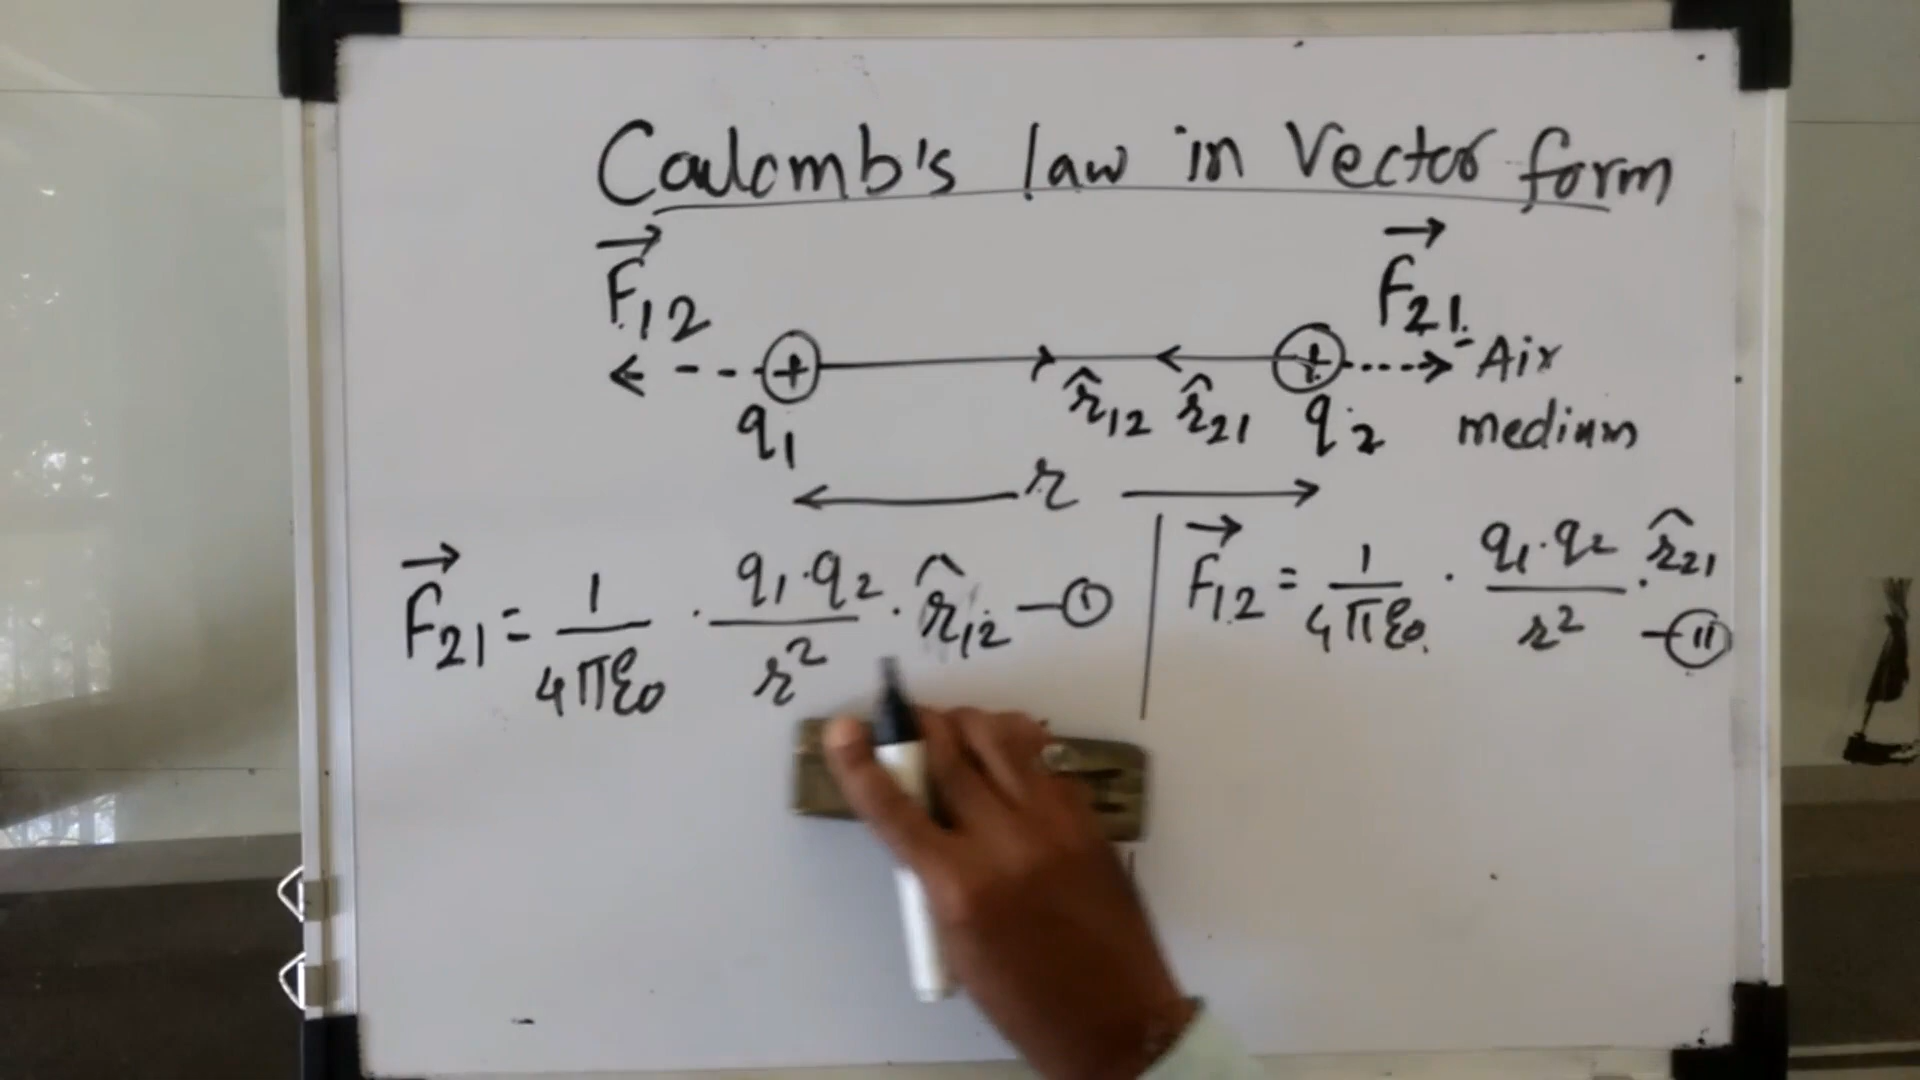 Coulomb's law in Vector form
F⃗12 F⃗21
+ + Air
q1 r̂12 r̂21 q2 medium
r
F⃗21 = 1/4πε0 · q1·q2/r² · r̂12 — ① F⃗12 = 1/4πε0 · q1·q2/r² · r̂21 — ⑪